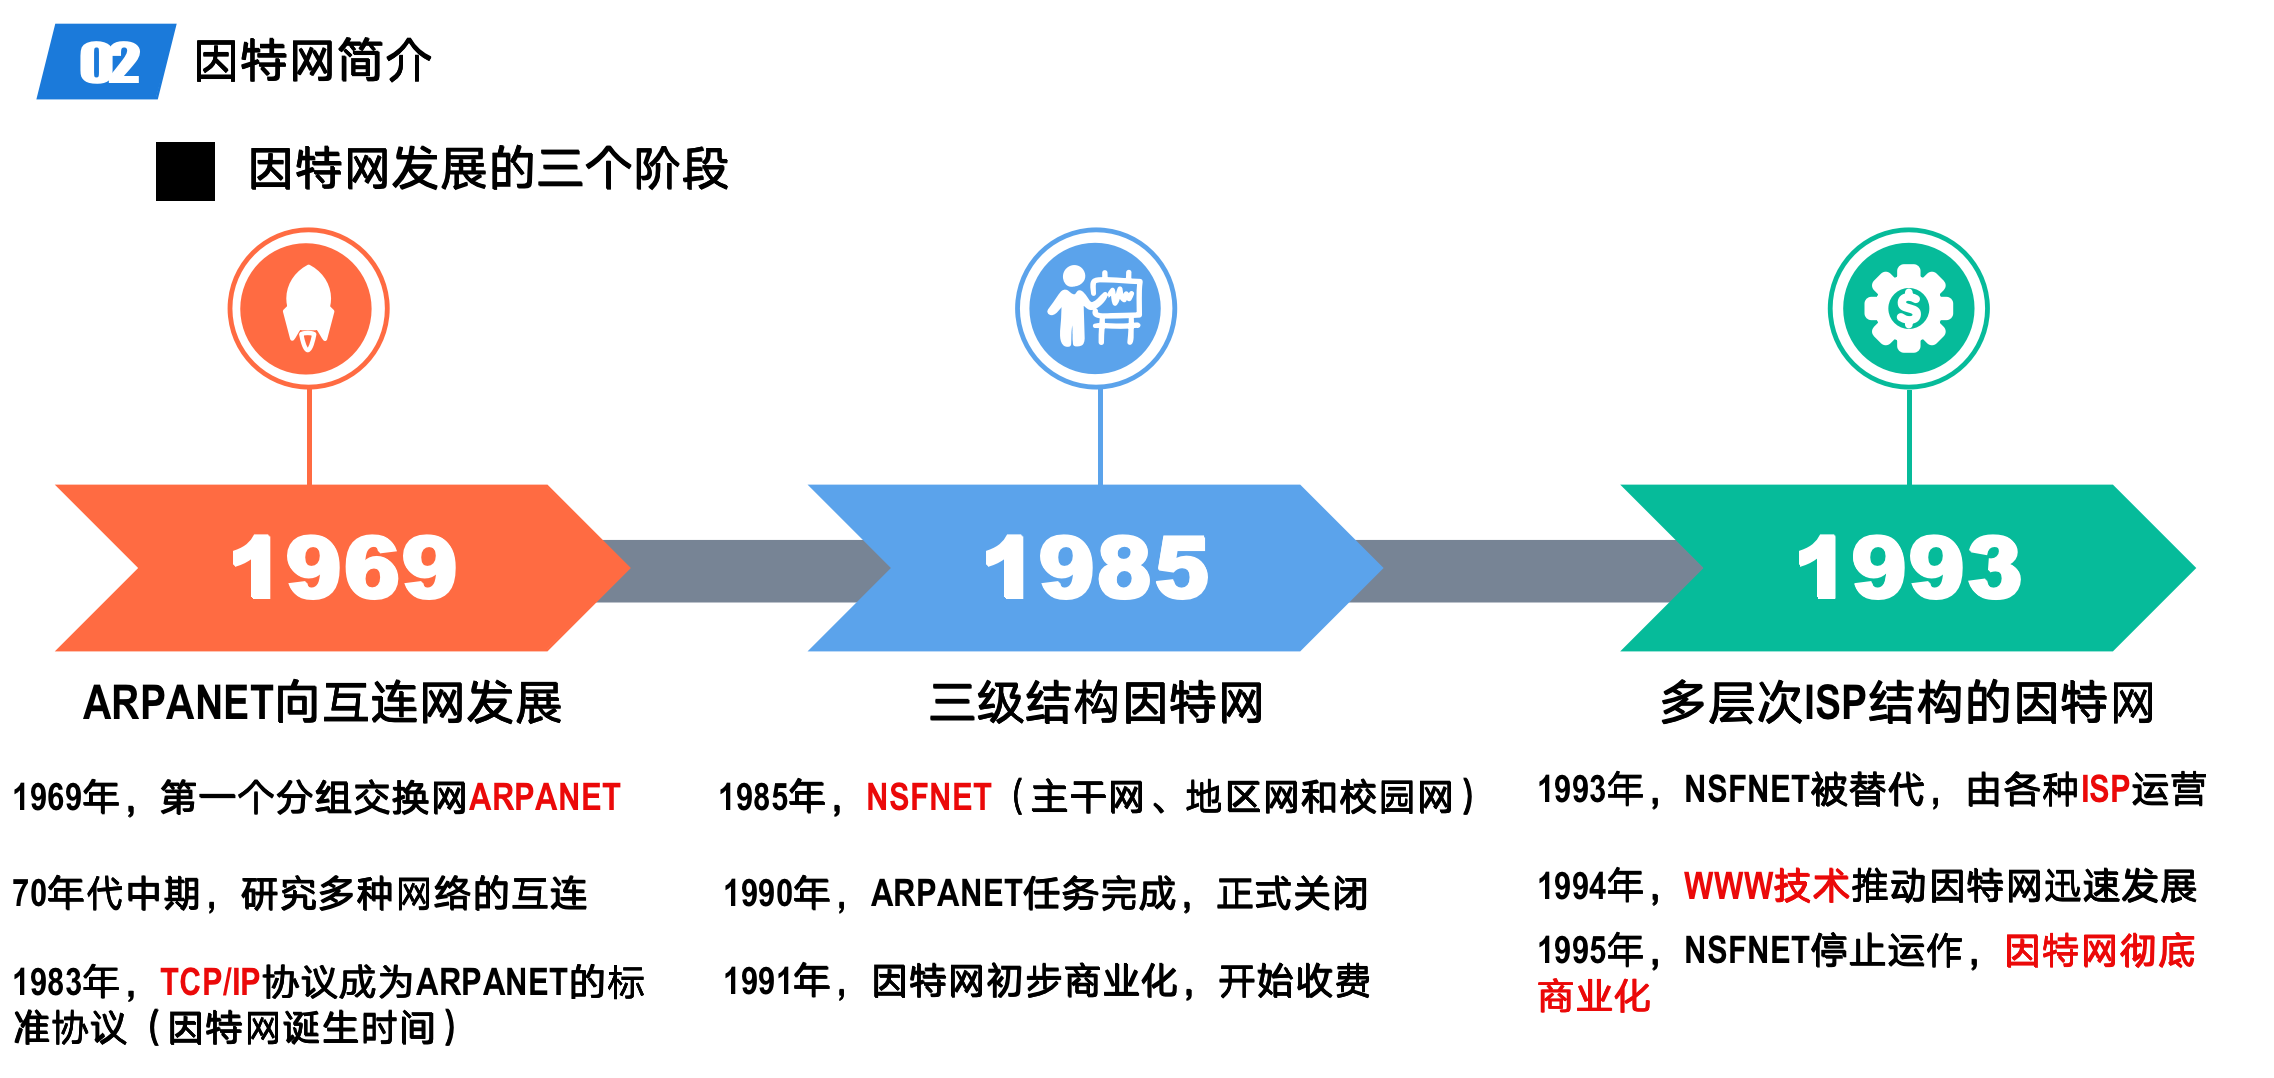 02 因特网简介
因特网发展的三个阶段
$
1969
1985
1993
ARPANET向互连网发展
三级结构因特网
多层次ISP结构的因特网
1969年，第一个分组交换网ARPANET
70年代中期，研究多种网络的互连
1983年，TCP/IP协议成为ARPANET的标
准协议（因特网诞生时间）
1985年，NSFNET（主干网、地区网和校园网）
1990年，ARPANET任务完成，正式关闭
1991年，因特网初步商业化，开始收费
1993年，NSFNET被替代，由各种ISP运营
1994年，WWW技术推动因特网迅速发展
1995年，NSFNET停止运作，因特网彻底
商业化